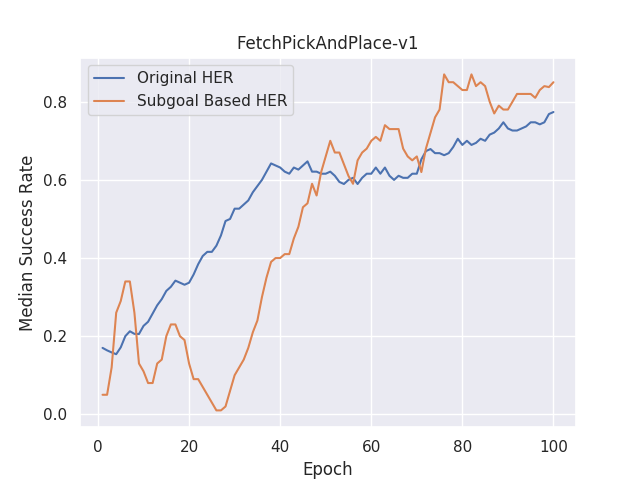 FetchPickAndPlace-v1
Original HER
Subgoal Based HER
Median Success Rate
0.8
0.6
0.4
0.2
0.0
0 20 40 60 80 100
Epoch